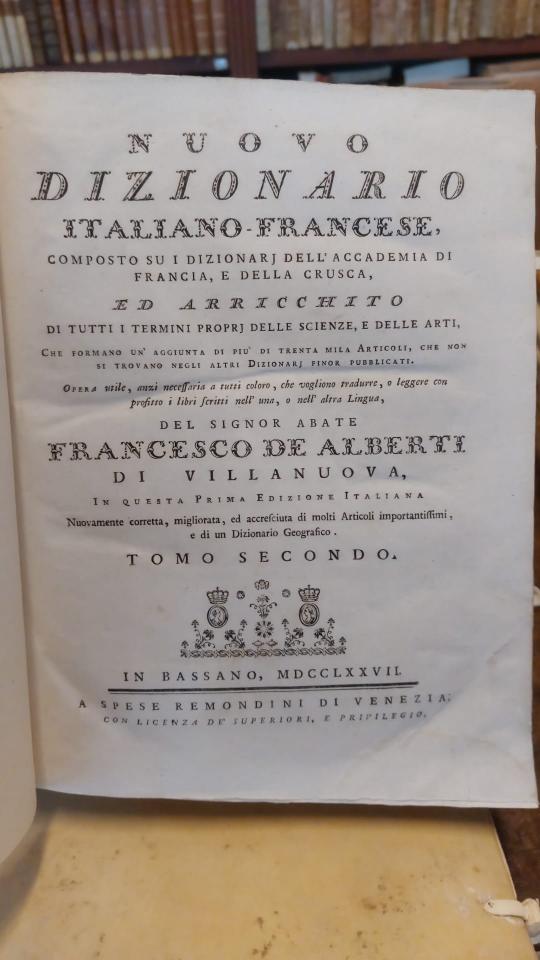 NUOVO
DIZIONARIO
ITALIANO-FRANCESE,
COMPOSTO SU I DIZIONARJ DELL' ACCADEMIA DI
FRANCIA, E DELLA CRUSCA,
ED ARRICCHITO
DI TUTTI I TERMINI PROPRJ DELLE SCIENZE, E DELLE ARTI,
CHE FORMANO UN' AGGIUNTA DI PIU' DI TRENTA MILA ARTICOLI, CHE NON
SI TROVANO NEGLI ALTRI DIZIONARJ FINOR PUBBLICATI.
OPERA utile, anzi neceſſaria a tutti coloro, che vogliono tradurre, o leggere con
profitto i libri ſcritti nell' una, o nell' altra Lingua,
DEL SIGNOR ABATE
FRANCESCO DE ALBERTI
DI VILLANUOVA,
IN QUESTA PRIMA EDIZIONE ITALIANA
Nuovamente corretta, migliorata, ed accreſciuta di molti Articoli importantiſſimi,
e di un Dizionario Geografico.
TOMO SECONDO.
IN BASSANO, MDCCLXXVII.
A SPESE REMONDINI DI VENEZIA.
CON LICENZA DE' SUPERIORI, E PRIVILEGIO.